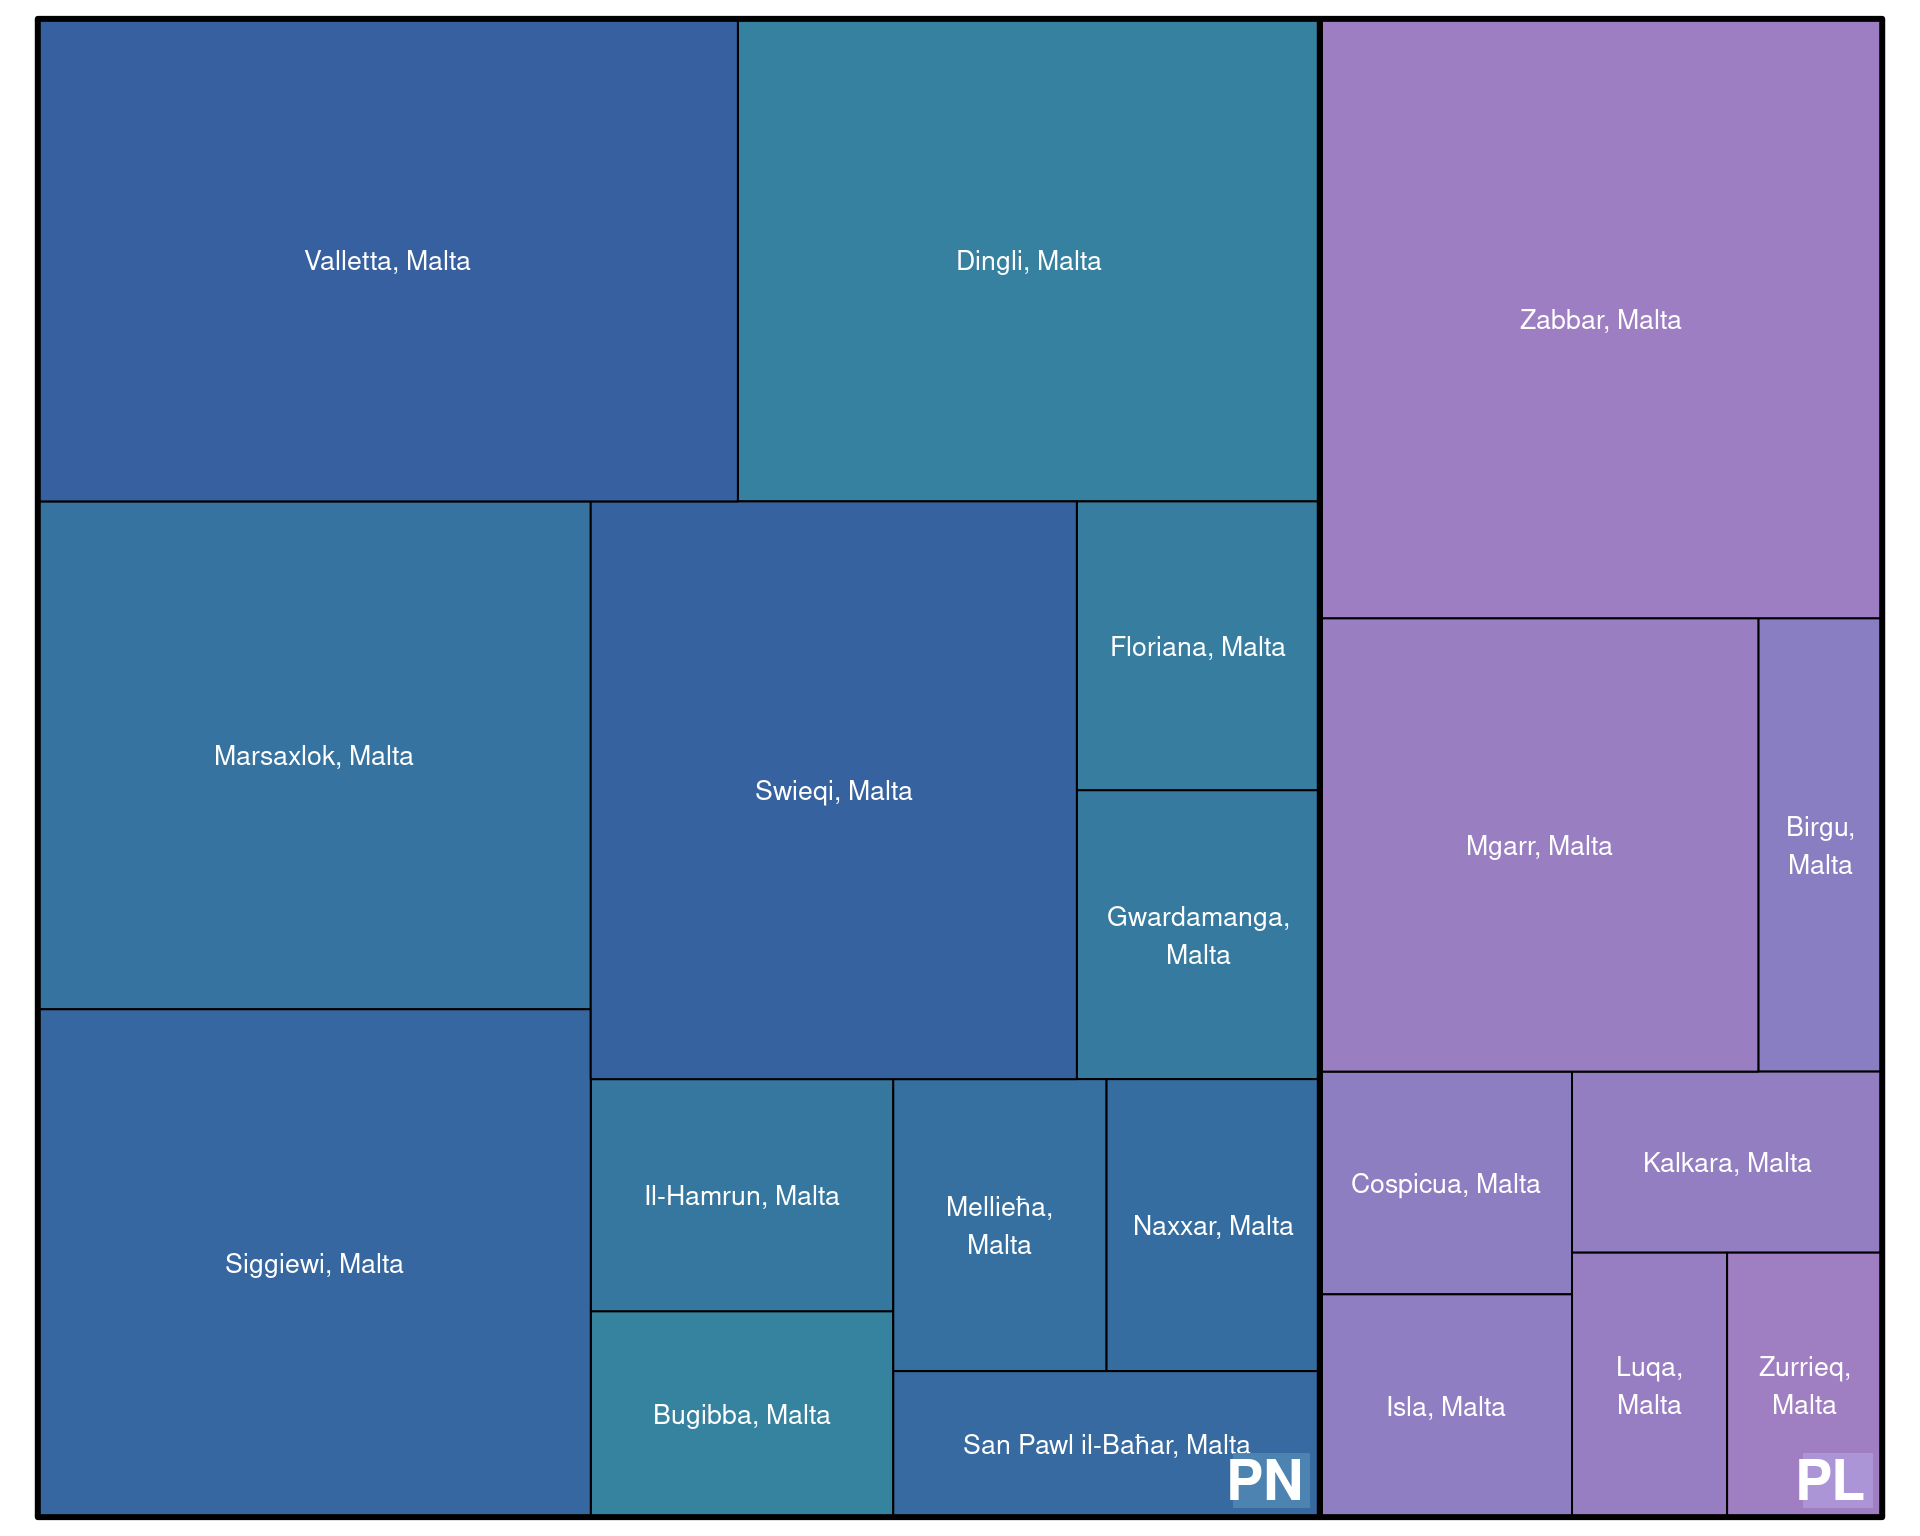 Valletta, Malta
Dingli, Malta
Zabbar, Malta
Marsaxlok, Malta
Swieqi, Malta
Floriana, Malta
Gwardamanga,
Malta
Mgarr, Malta
Birgu,
Malta
Siggiewi, Malta
Il-Hamrun, Malta
Mellieħa,
Malta
Naxxar, Malta
Bugibba, Malta
San Pawl il-Baħar, Malta
PN
Cospicua, Malta
Kalkara, Malta
Isla, Malta
Luqa,
Malta
Zurrieq,
Malta
PL